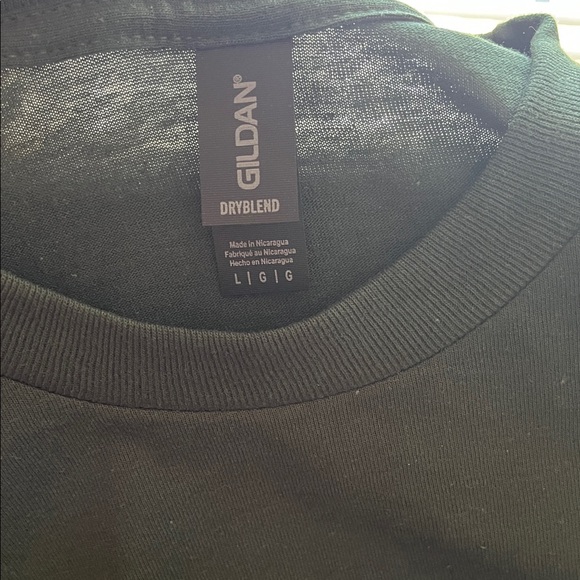 GILDAN®
DRYBLEND
Made in Nicaragua
Fabriqué au Nicaragua
Hecho en Nicaragua
L | G | G